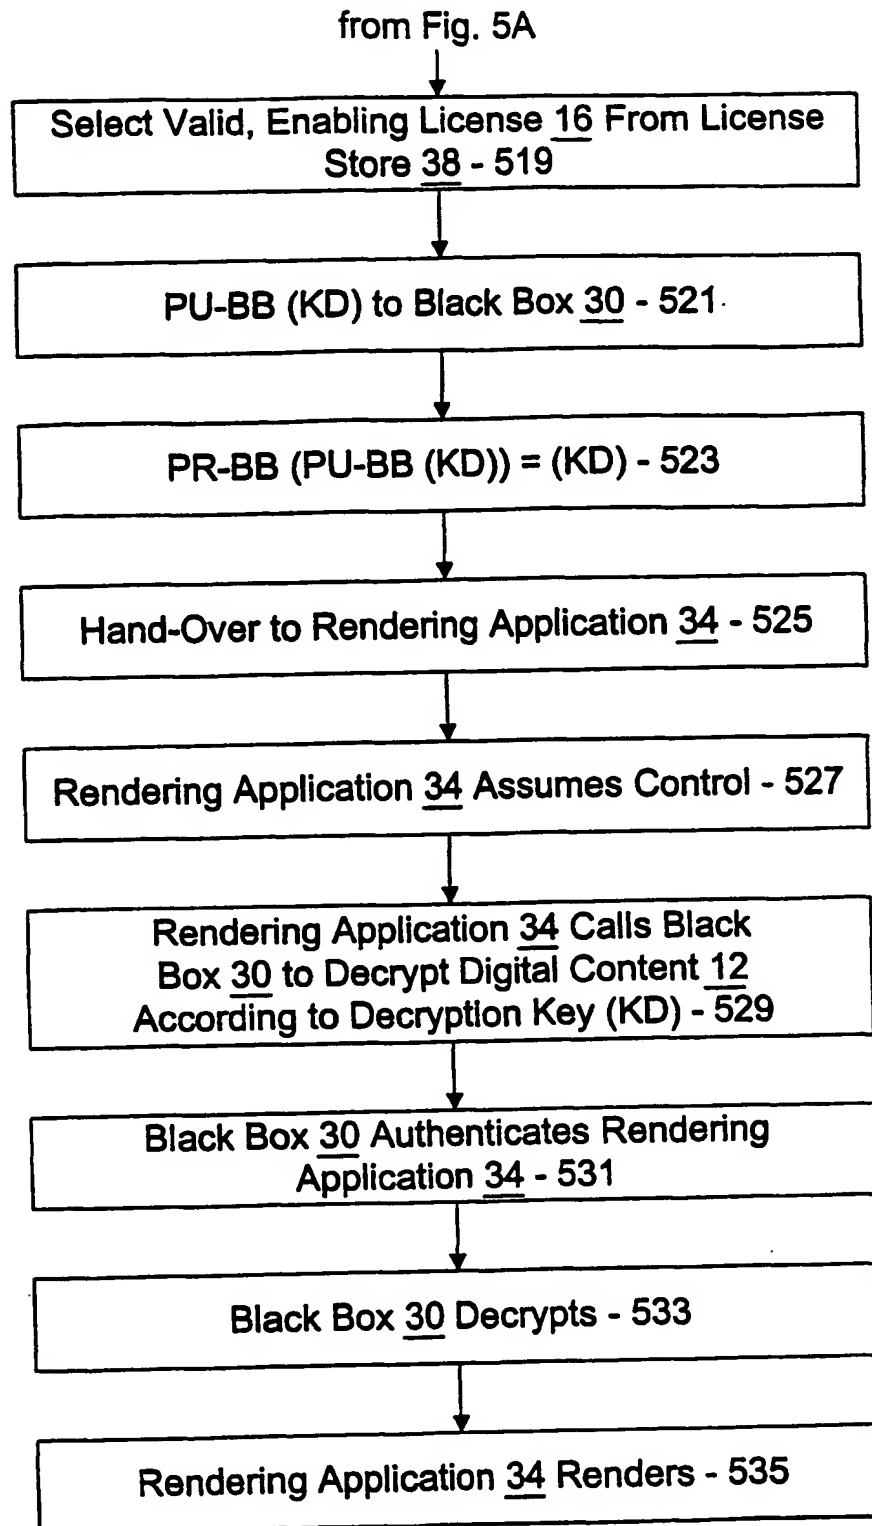 from Fig. 5A
Select Valid, Enabling License 16 From License
Store 38 - 519
PU-BB (KD) to Black Box 30 - 521
PR-BB (PU-BB (KD)) = (KD) - 523
Hand-Over to Rendering Application 34 - 525
Rendering Application 34 Assumes Control - 527
Rendering Application 34 Calls Black
Box 30 to Decrypt Digital Content 12
According to Decryption Key (KD) - 529
Black Box 30 Authenticates Rendering
Application 34 - 531
Black Box 30 Decrypts - 533
Rendering Application 34 Renders - 535